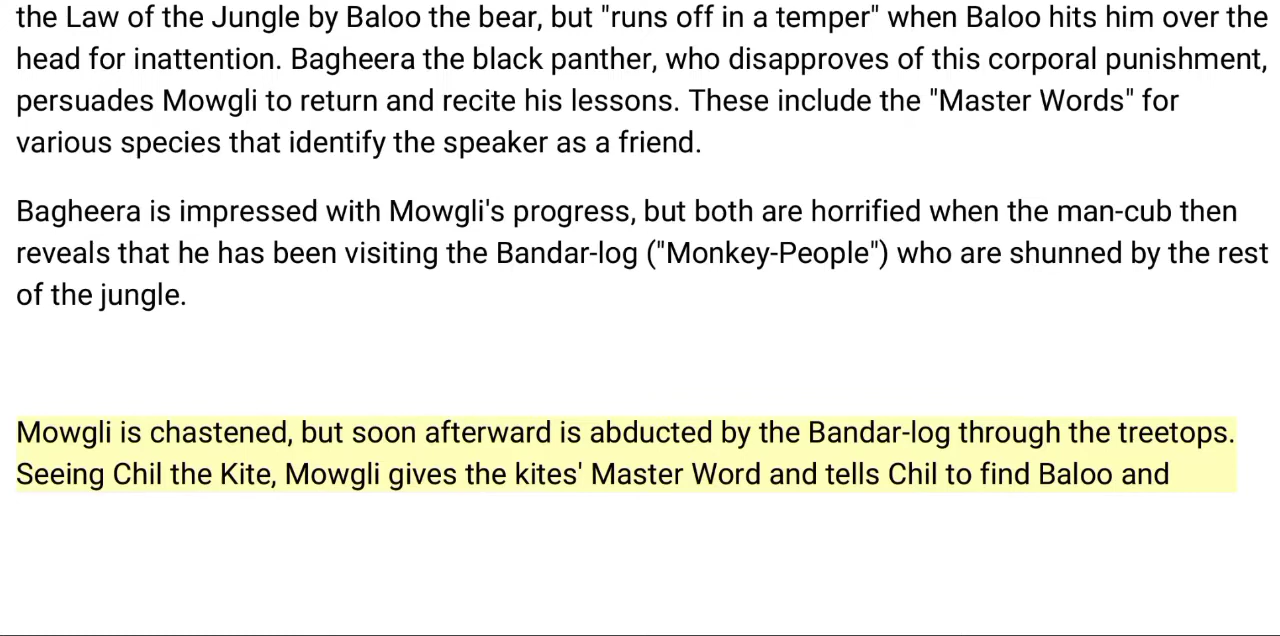 the Law of the Jungle by Baloo the bear, but "runs off in a temper" when Baloo hits him over the
head for inattention. Bagheera the black panther, who disapproves of this corporal punishment,
persuades Mowgli to return and recite his lessons. These include the "Master Words" for
various species that identify the speaker as a friend.
Bagheera is impressed with Mowgli's progress, but both are horrified when the man-cub then
reveals that he has been visiting the Bandar-log ("Monkey-People") who are shunned by the rest
of the jungle.
Mowgli is chastened, but soon afterward is abducted by the Bandar-log through the treetops.
Seeing Chil the Kite, Mowgli gives the kites' Master Word and tells Chil to find Baloo and